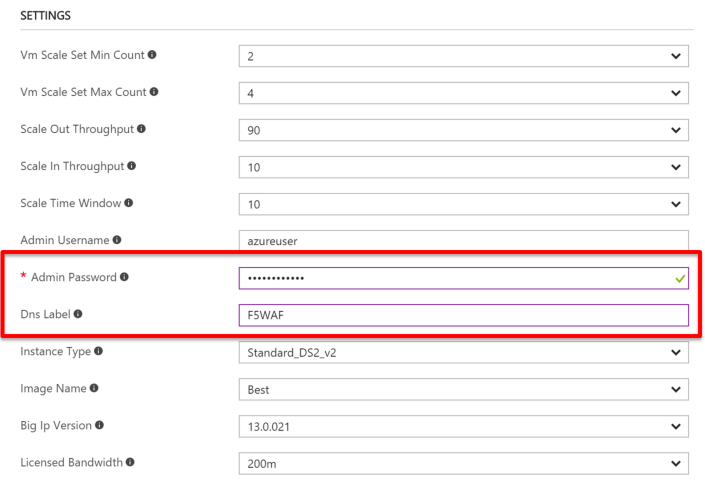 SETTINGS
Vm Scale Set Min Count 2
Vm Scale Set Max Count 4
Scale Out Throughput 90
Scale In Throughput 10
Scale Time Window 10
Admin Username azureuser
* Admin Password ••••••••••••
Dns Label F5WAF
Instance Type Standard_DS2_v2
Image Name Best
Big Ip Version 13.0.021
Licensed Bandwidth 200m